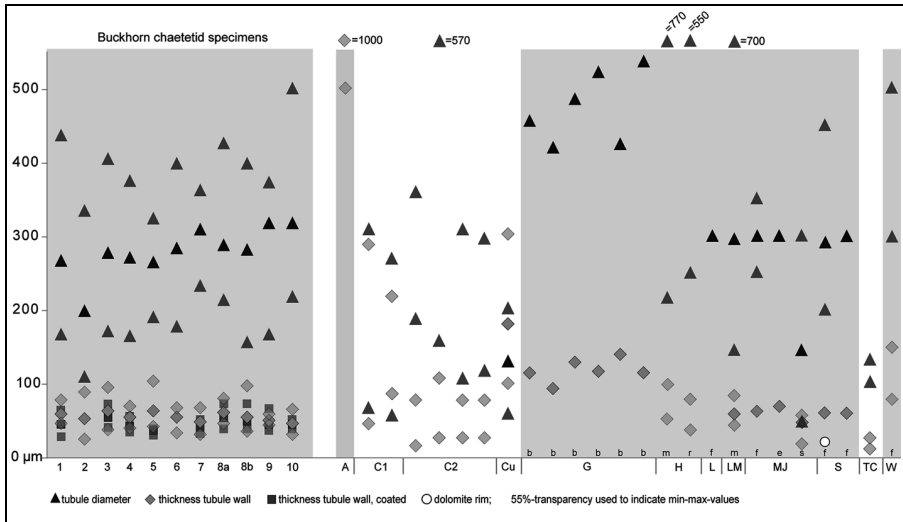 Buckhorn chaetetid specimens
=1000
=570
=770
=550
=700
500
400
300
200
100
0 µm
b b b b b b m r f m f e s f f f
1 2 3 4 5 6 7 8a 8b 9 10 A C1 C2 Cu G H L LM MJ S TC W
tubule diameter thickness tubule wall thickness tubule wall, coated dolomite rim; 55%-transparency used to indicate min-max-values